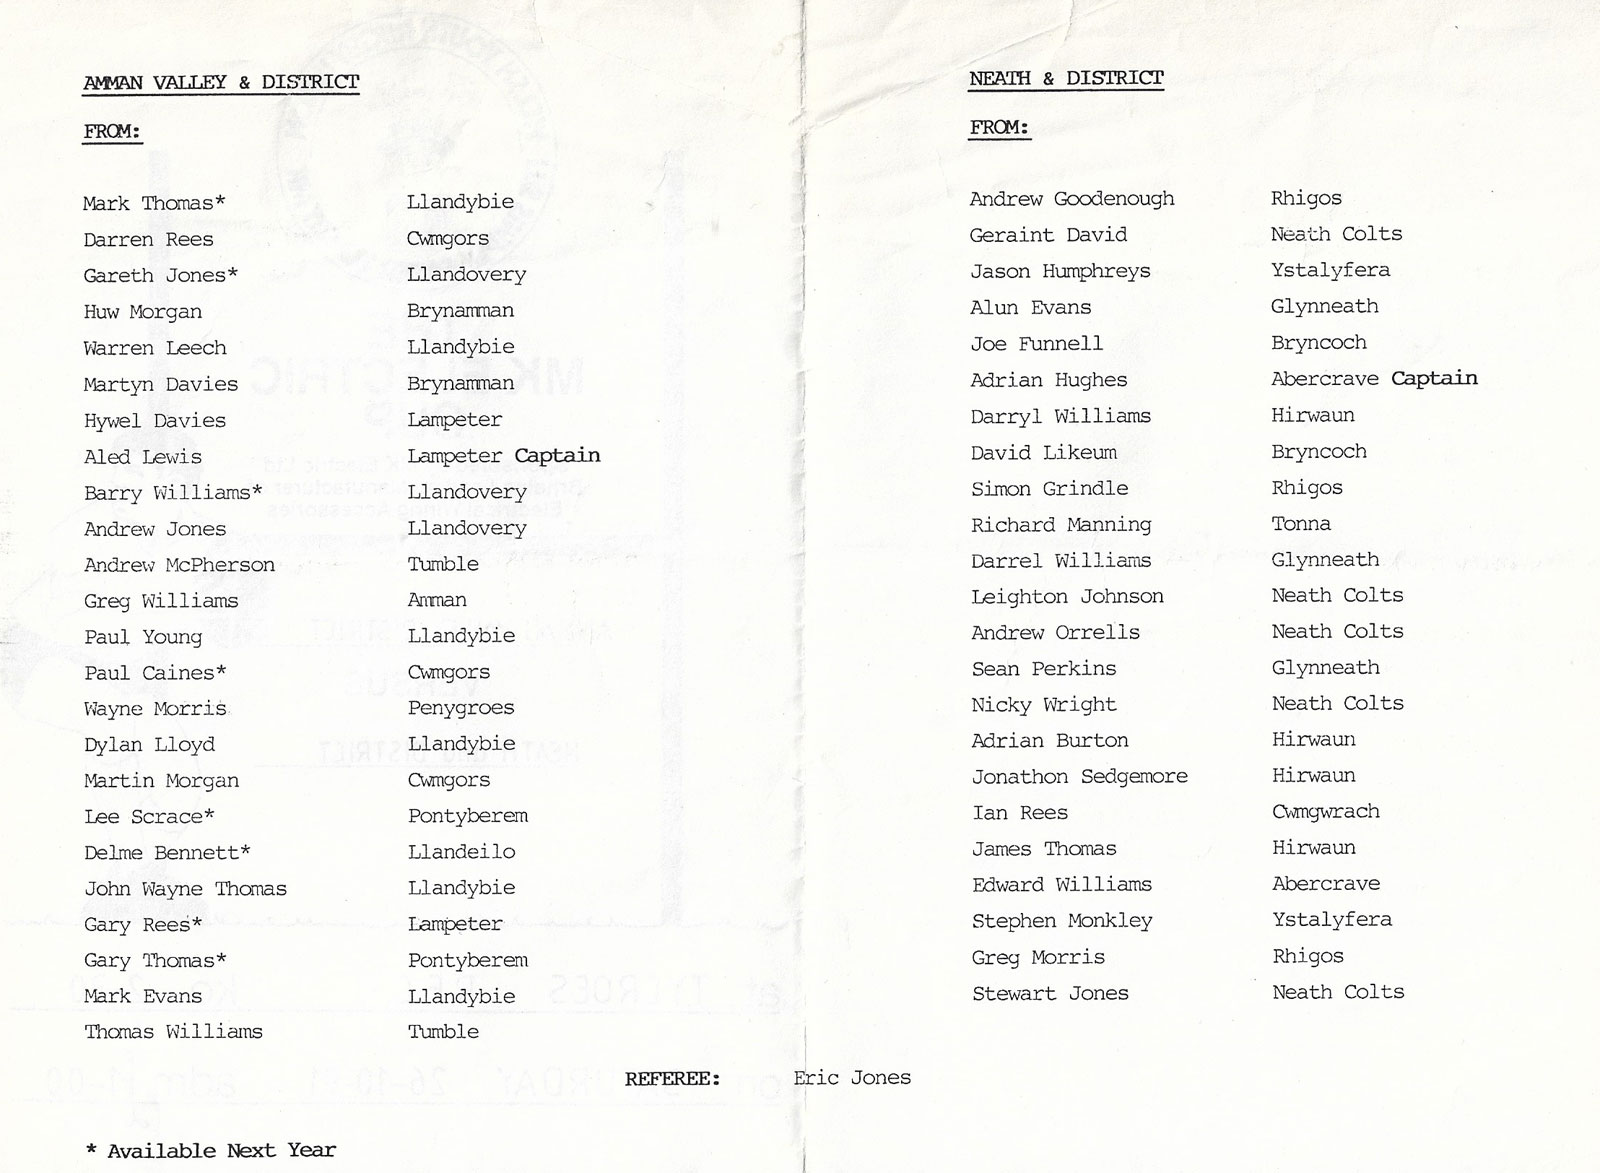 AMMAN VALLEY & DISTRICT
FROM:
Mark Thomas* Llandybie
Darren Rees Cwmgors
Gareth Jones* Llandovery
Huw Morgan Brynamman
Warren Leech Llandybie
Martyn Davies Brynamman
Hywel Davies Lampeter
Aled Lewis Lampeter Captain
Barry Williams* Llandovery
Andrew Jones Llandovery
Andrew McPherson Tumble
Greg Williams Amman
Paul Young Llandybie
Paul Caines* Cwmgors
Wayne Morris Penygroes
Dylan Lloyd Llandybie
Martin Morgan Cwmgors
Lee Scrace* Pontyberem
Delme Bennett* Llandeilo
John Wayne Thomas Llandybie
Gary Rees* Lampeter
Gary Thomas* Pontyberem
Mark Evans Llandybie
Thomas Williams Tumble
NEATH & DISTRICT
FROM:
Andrew Goodenough Rhigos
Geraint David Neath Colts
Jason Humphreys Ystalyfera
Alun Evans Glynneath
Joe Funnell Bryncoch
Adrian Hughes Abercrave Captain
Darryl Williams Hirwaun
David Likeum Bryncoch
Simon Grindle Rhigos
Richard Manning Tonna
Darrel Williams Glynneath
Leighton Johnson Neath Colts
Andrew Orrells Neath Colts
Sean Perkins Glynneath
Nicky Wright Neath Colts
Adrian Burton Hirwaun
Jonathon Sedgemore Hirwaun
Ian Rees Cwmgwrach
James Thomas Hirwaun
Edward Williams Abercrave
Stephen Monkley Ystalyfera
Greg Morris Rhigos
Stewart Jones Neath Colts
REFEREE: Eric Jones
* Available Next Year